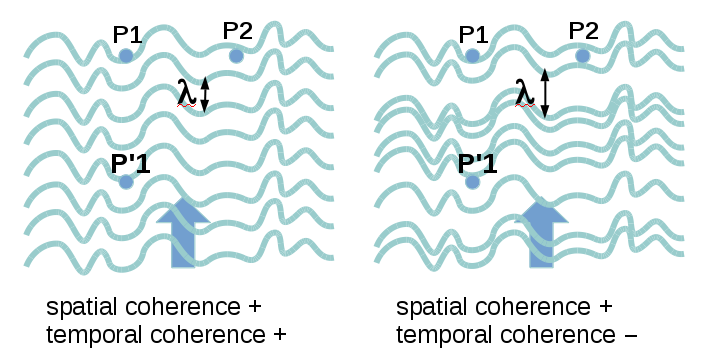 P1 P2 P1 P2
λ λ
P'1 P'1
spatial coherence + spatial coherence +
temporal coherence + temporal coherence –